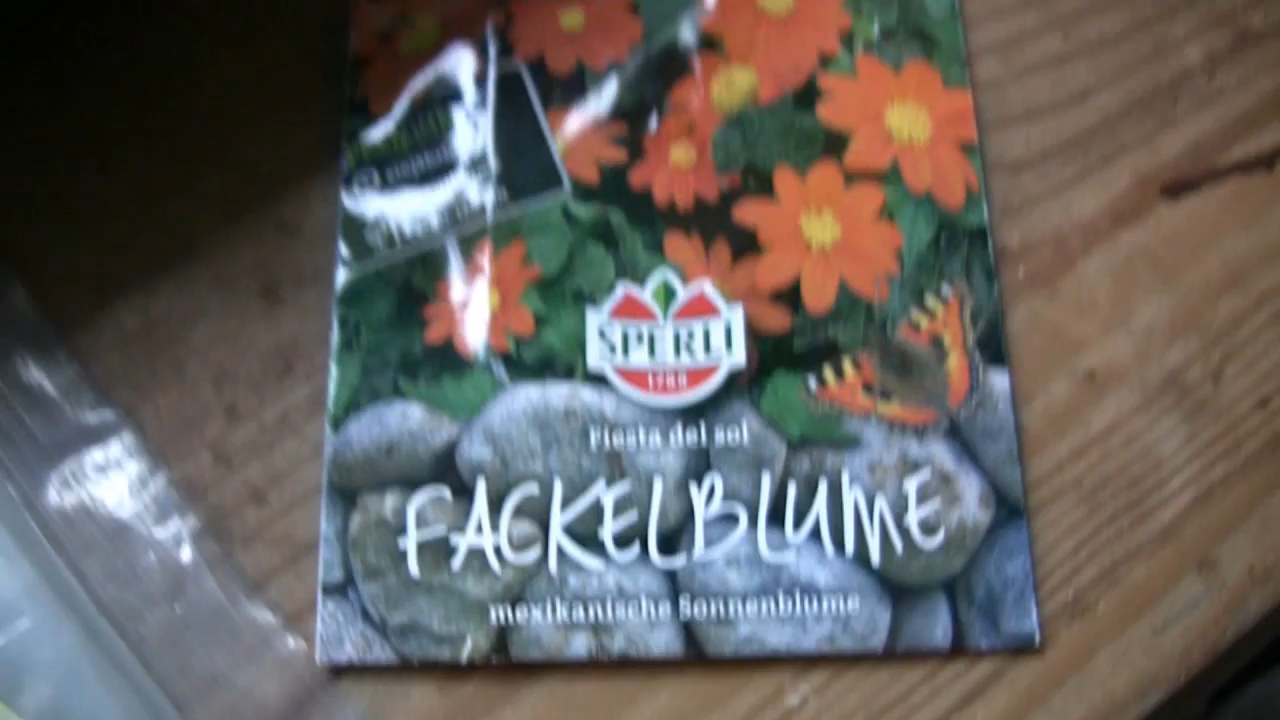 SPERLI
1788
Fiesta del sol
FACKELBLUME
mexikanische Sonnenblume